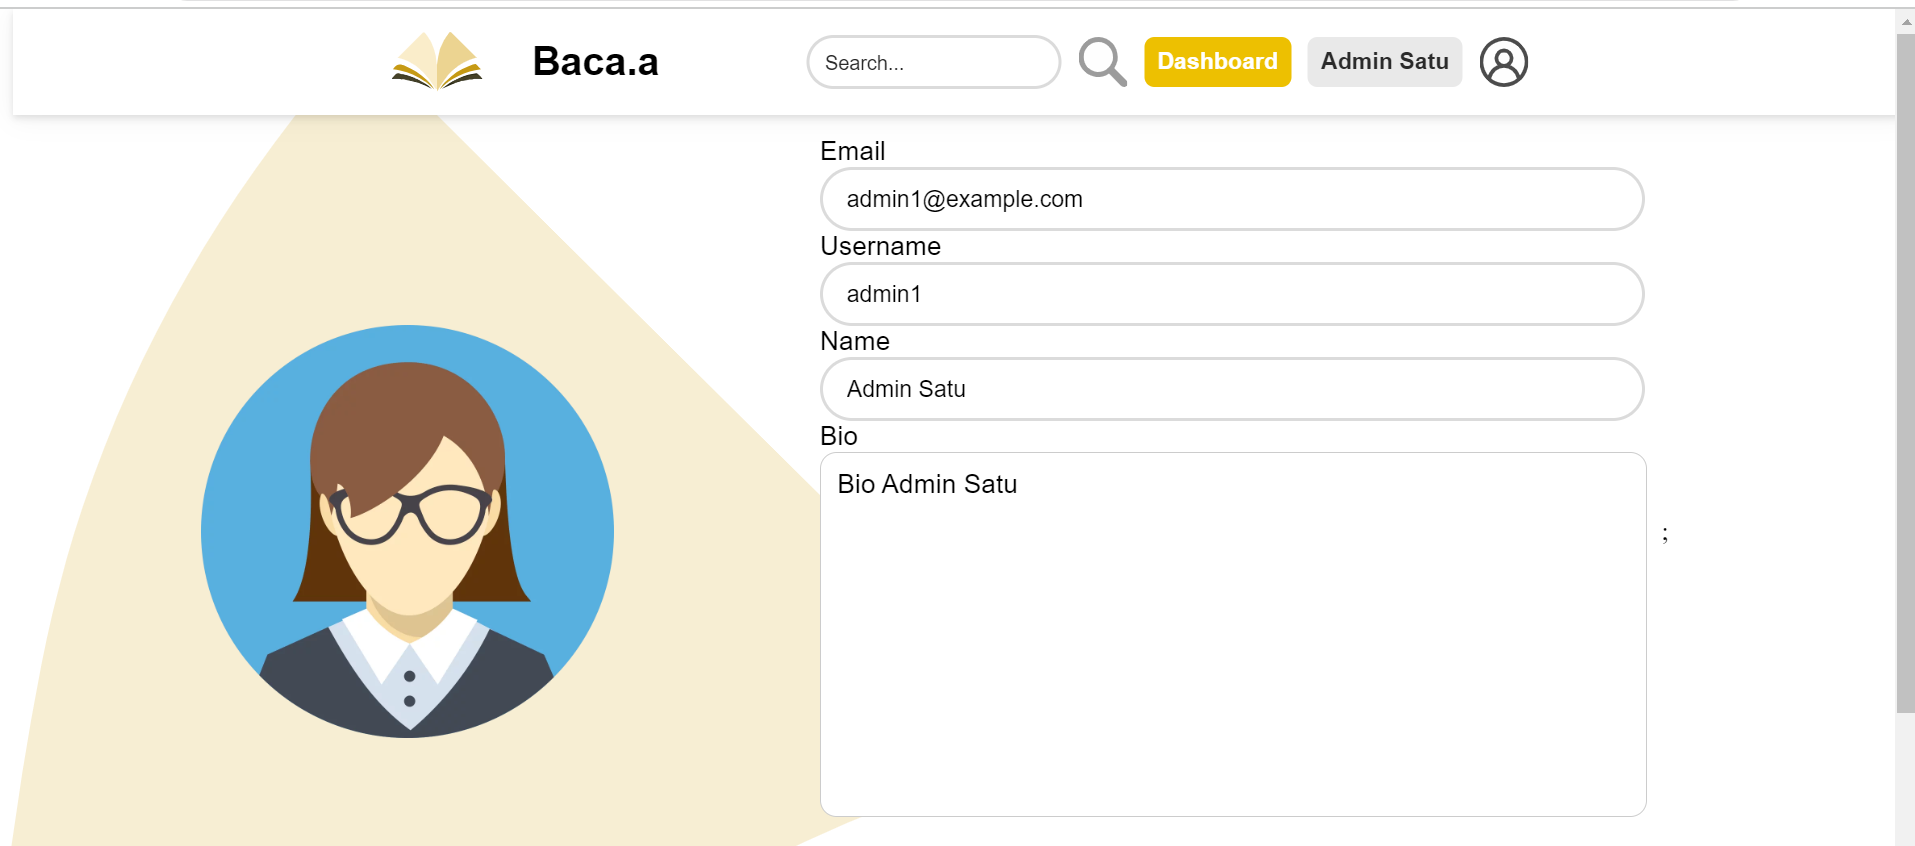 Baca.a
Search...
Dashboard
Admin Satu
Email
admin1@example.com
Username
admin1
Name
Admin Satu
Bio
Bio Admin Satu
;